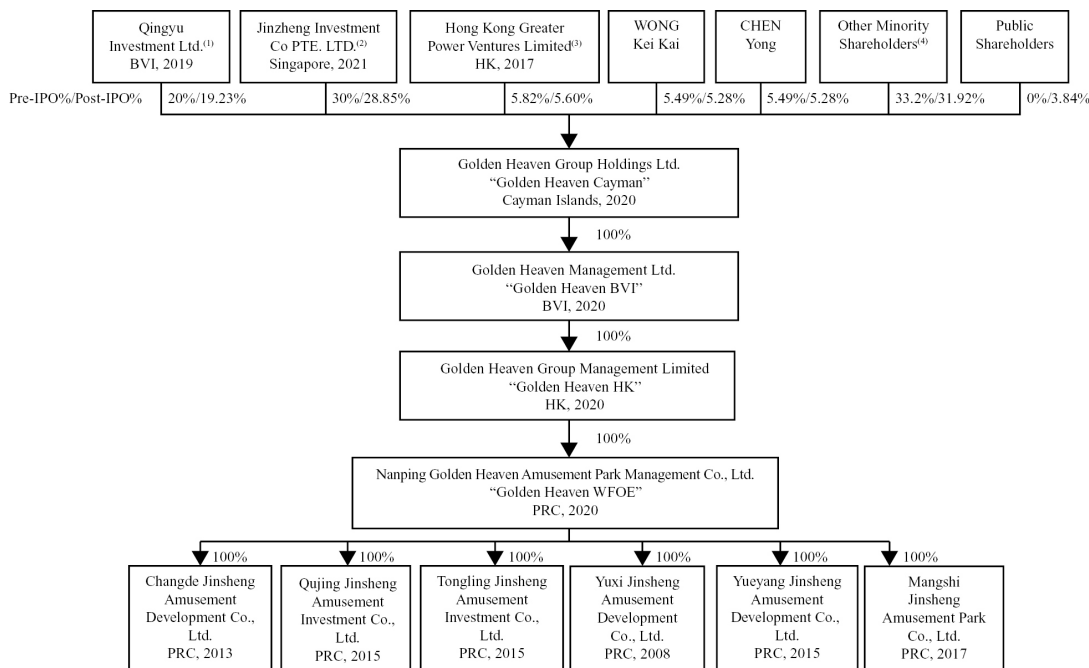 Qingyu
Investment Ltd.(1)
BVI, 2019
Jinzheng Investment
Co PTE. LTD.(2)
Singapore, 2021
Hong Kong Greater
Power Ventures Limited(3)
HK, 2017
WONG
Kei Kai
CHEN
Yong
Other Minority
Shareholders(4)
Public
Shareholders
Pre-IPO%/Post-IPO%
20%/19.23%
30%/28.85%
5.82%/5.60%
5.49%/5.28%
5.49%/5.28%
33.2%/31.92%
0%/3.84%
Golden Heaven Group Holdings Ltd.
“Golden Heaven Cayman”
Cayman Islands, 2020
100%
Golden Heaven Management Ltd.
“Golden Heaven BVI”
BVI, 2020
100%
Golden Heaven Group Management Limited
“Golden Heaven HK”
HK, 2020
100%
Nanping Golden Heaven Amusement Park Management Co., Ltd.
“Golden Heaven WFOE”
PRC, 2020
100%
100%
100%
100%
100%
100%
Changde Jinsheng
Amusement
Development Co.,
Ltd.
PRC, 2013
Qujing Jinsheng
Amusement
Investment Co.,
Ltd.
PRC, 2015
Tongling Jinsheng
Amusement
Investment Co.,
Ltd.
PRC, 2015
Yuxi Jinsheng
Amusement
Development
Co., Ltd.
PRC, 2008
Yueyang Jinsheng
Amusement
Development Co.,
Ltd.
PRC, 2015
Mangshi
Jinsheng
Amusement Park
Co., Ltd.
PRC, 2017